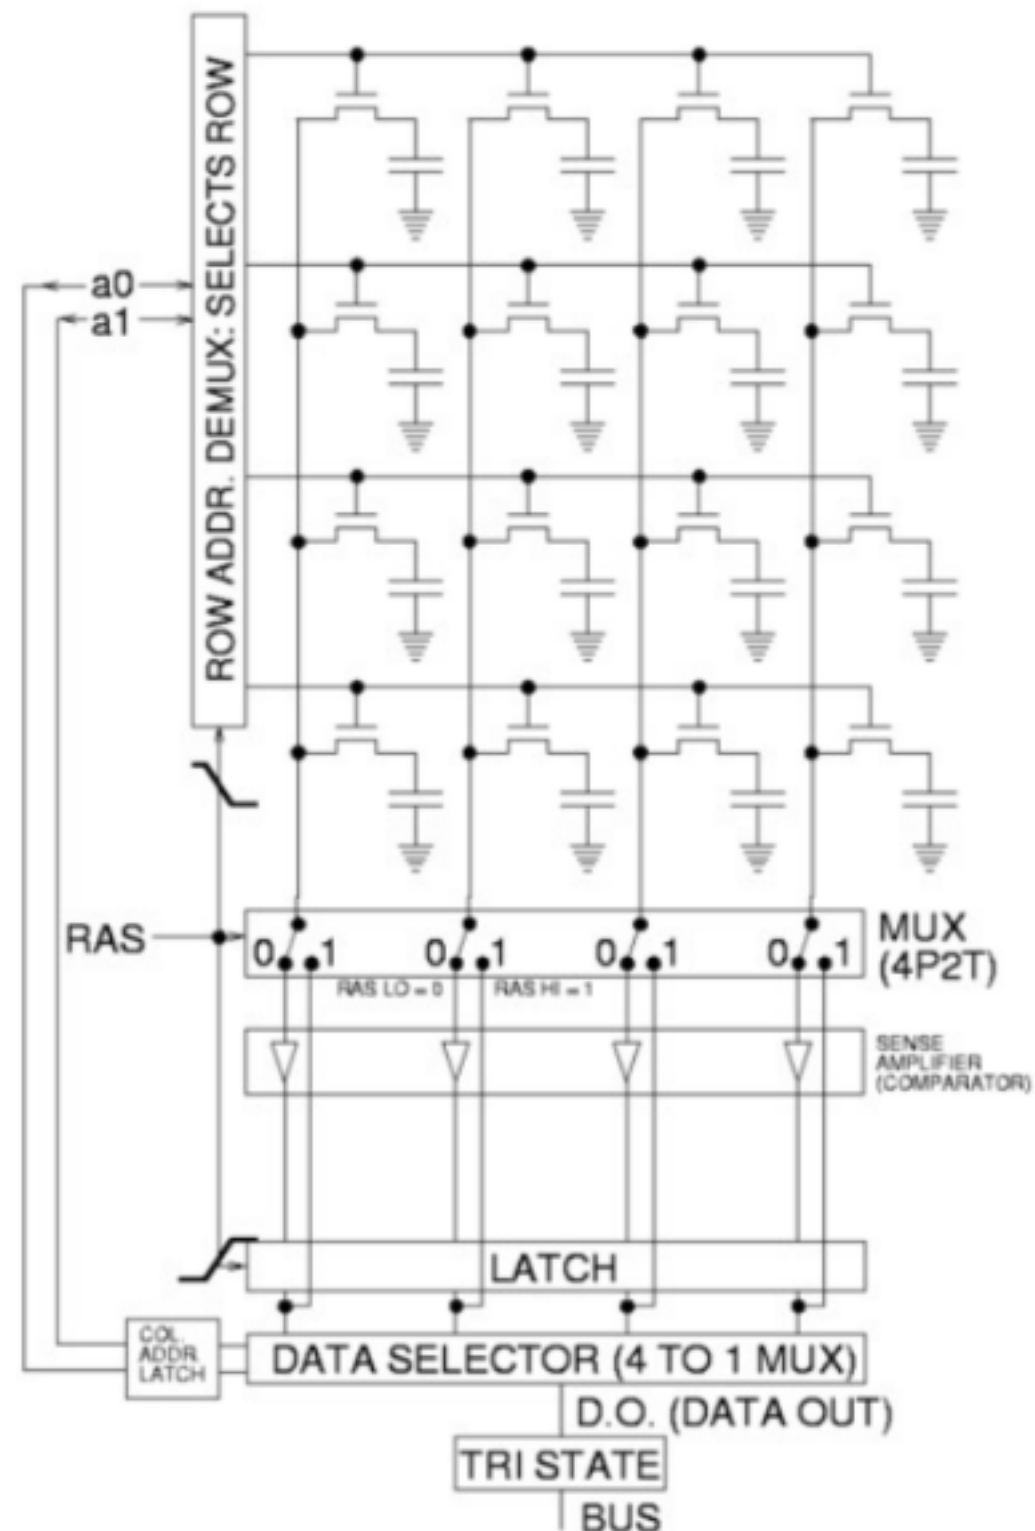 ROW ADDR. DEMUX: SELECTS ROW
a0
a1
RAS
0 1 0 1 0 1 0 1
MUX
(4P2T)
RAS LO = 0
RAS HI = 1
SENSE
AMPLIFIER
(COMPARATOR)
LATCH
COL.
ADDR.
LATCH
DATA SELECTOR (4 TO 1 MUX)
D.O. (DATA OUT)
TRI STATE
BUS